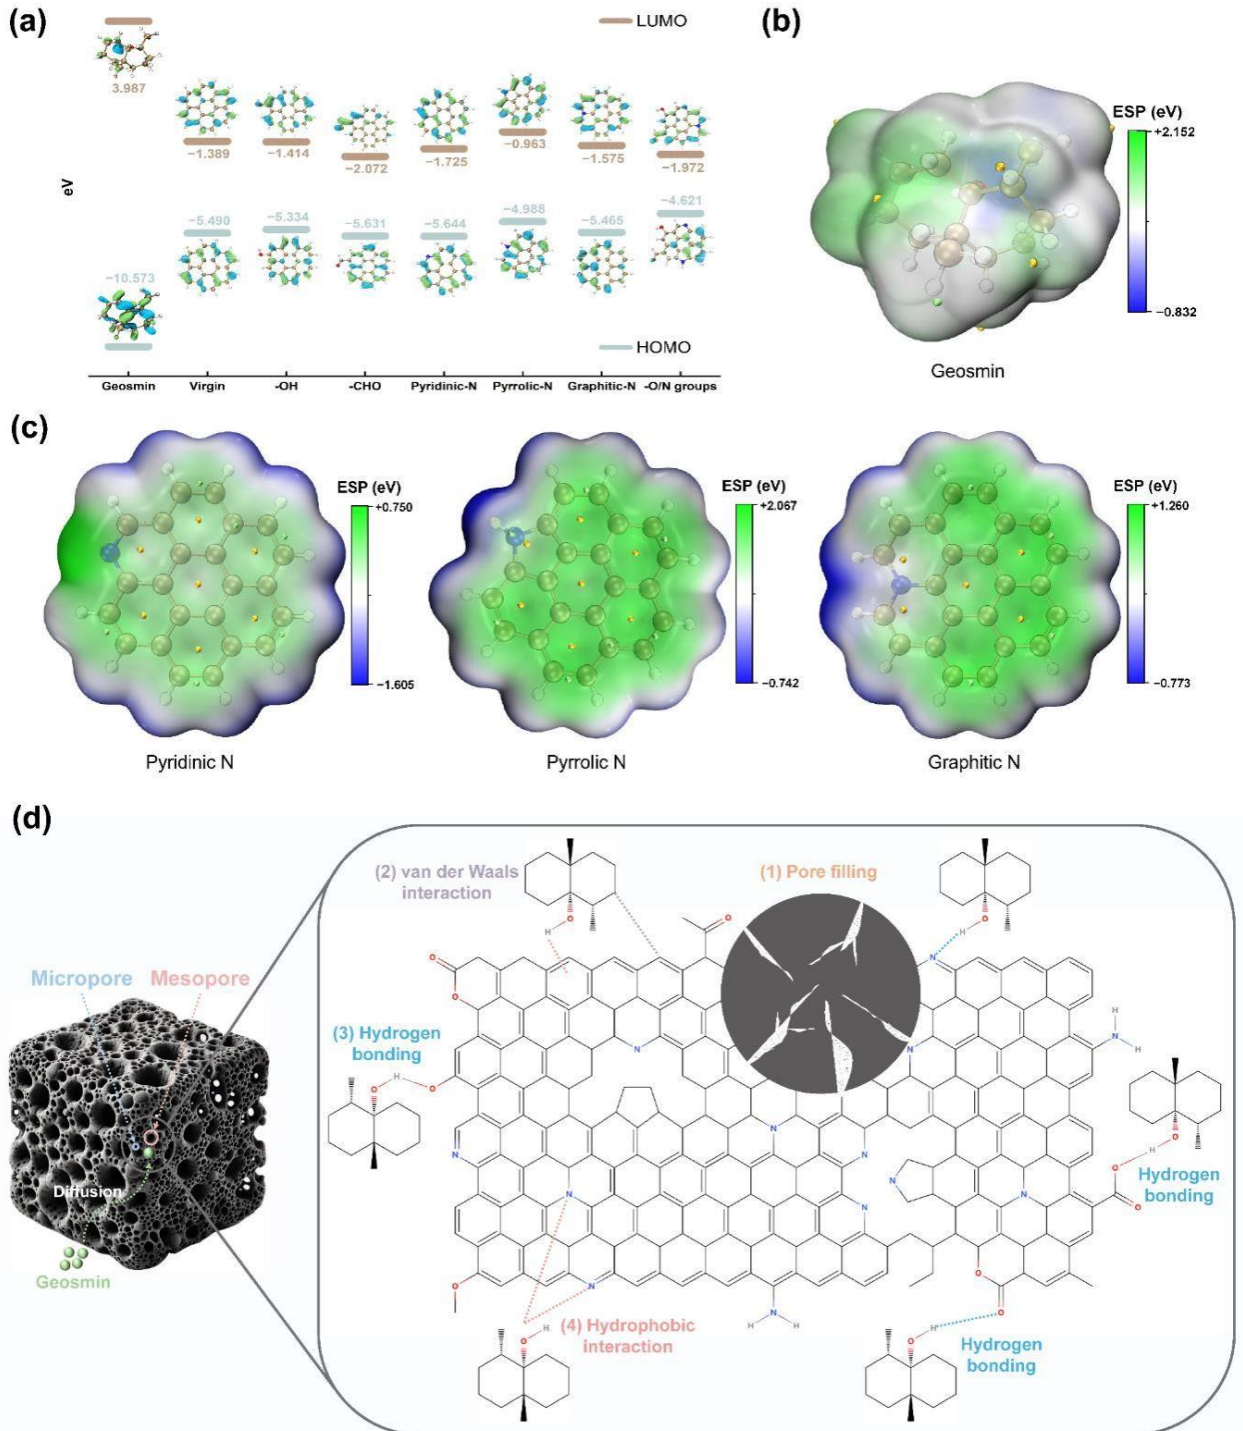 (a)
LUMO
3.987
−1.389
−1.414
−2.072
−1.725
−0.963
−1.575
−1.972
eV
−5.490
−5.334
−5.631
−5.644
−4.988
−5.465
−4.621
−10.573
HOMO
Geosmin
Virgin
-OH
-CHO
Pyridinic-N
Pyrrolic-N
Graphitic-N
-O/N groups
(b)
ESP (eV)
+2.152
−0.832
Geosmin
(c)
ESP (eV)
+0.750
−1.605
Pyridinic N
ESP (eV)
+2.067
−0.742
Pyrrolic N
ESP (eV)
+1.260
−0.773
Graphitic N
(d)
Micropore
Mesopore
Diffusion
Geosmin
(2) van der Waals
interaction
(1) Pore filling
(3) Hydrogen
bonding
Hydrogen
bonding
(4) Hydrophobic
interaction
Hydrogen
bonding